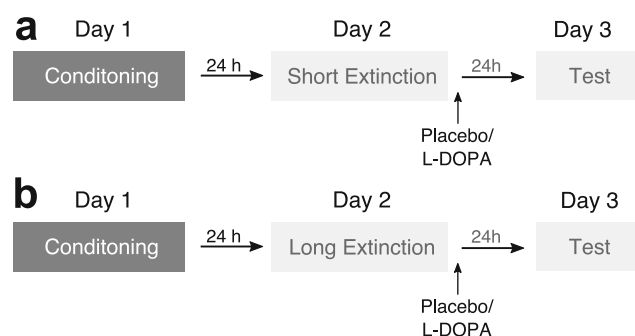 a
Day 1 Day 2 Day 3
Conditoning 24 h Short Extinction 24h Test
Placebo/
L-DOPA
b
Day 1 Day 2 Day 3
Conditoning 24 h Long Extinction 24h Test
Placebo/
L-DOPA